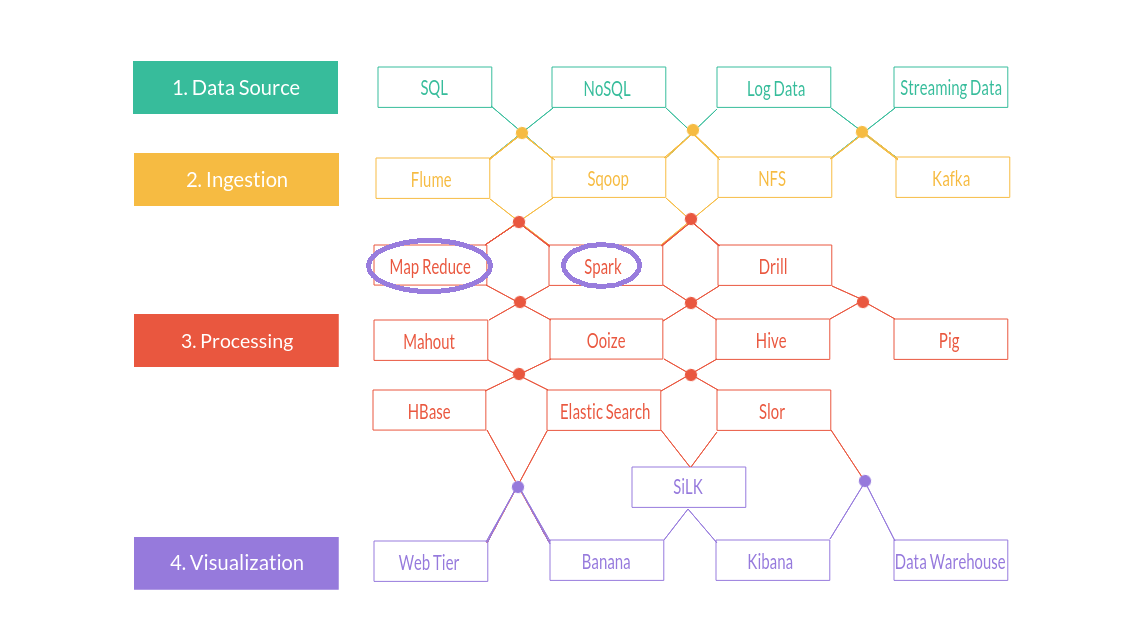 1. Data Source
SQL
NoSQL
Log Data
Streaming Data
2. Ingestion
Flume
Sqoop
NFS
Kafka
Map Reduce
Spark
Drill
3. Processing
Mahout
Ooize
Hive
Pig
HBase
Elastic Search
Slor
SiLK
4. Visualization
Web Tier
Banana
Kibana
Data Warehouse